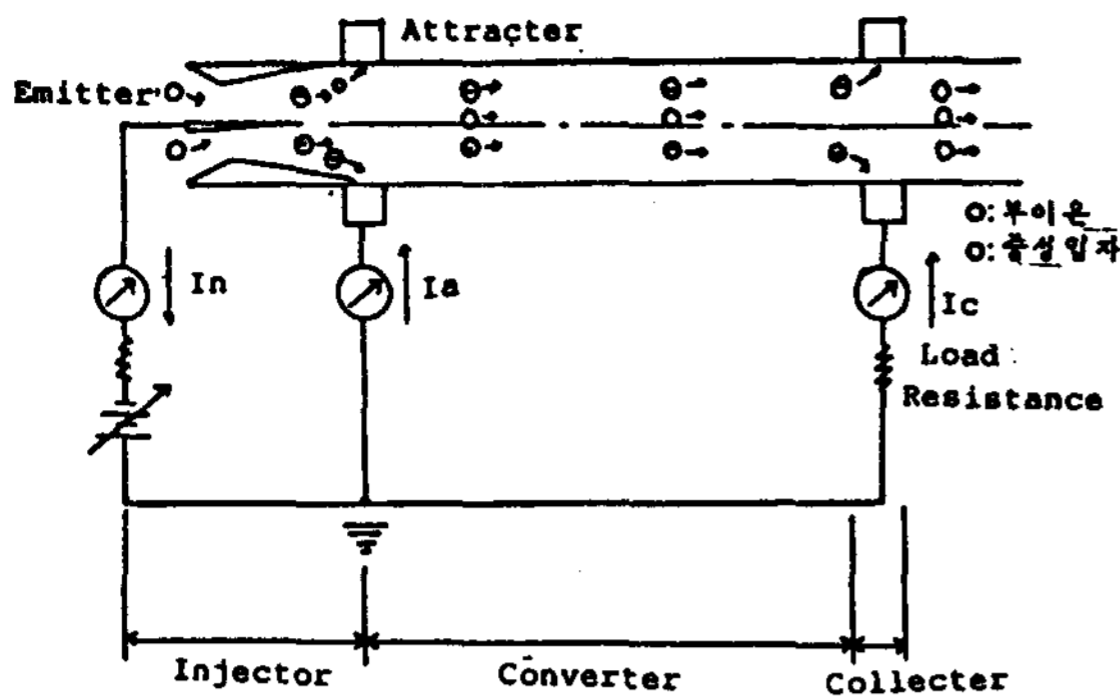 Attracter
Emitter
O: 부이온
O: 중성입자
In
Ia
Ic
Load
Resistance
Injector
Converter
Collecter